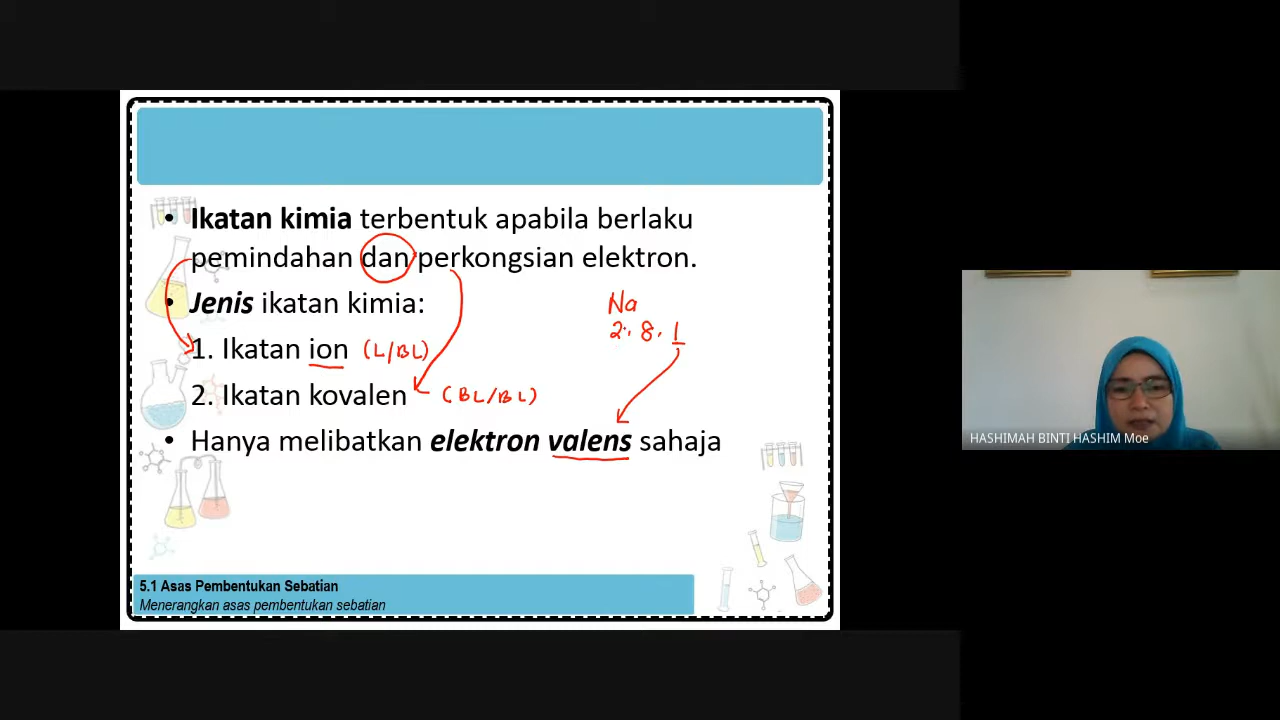 • Ikatan kimia terbentuk apabila berlaku
pemindahan dan perkongsian elektron.
• Jenis ikatan kimia:
Na
2.8.1
1. Ikatan ion (L/BL)
2. Ikatan kovalen (BL/BL)
• Hanya melibatkan elektron valens sahaja
HASHIMAH BINTI HASHIM Moe
5.1 Asas Pembentukan Sebatian
Menerangkan asas pembentukan sebatian